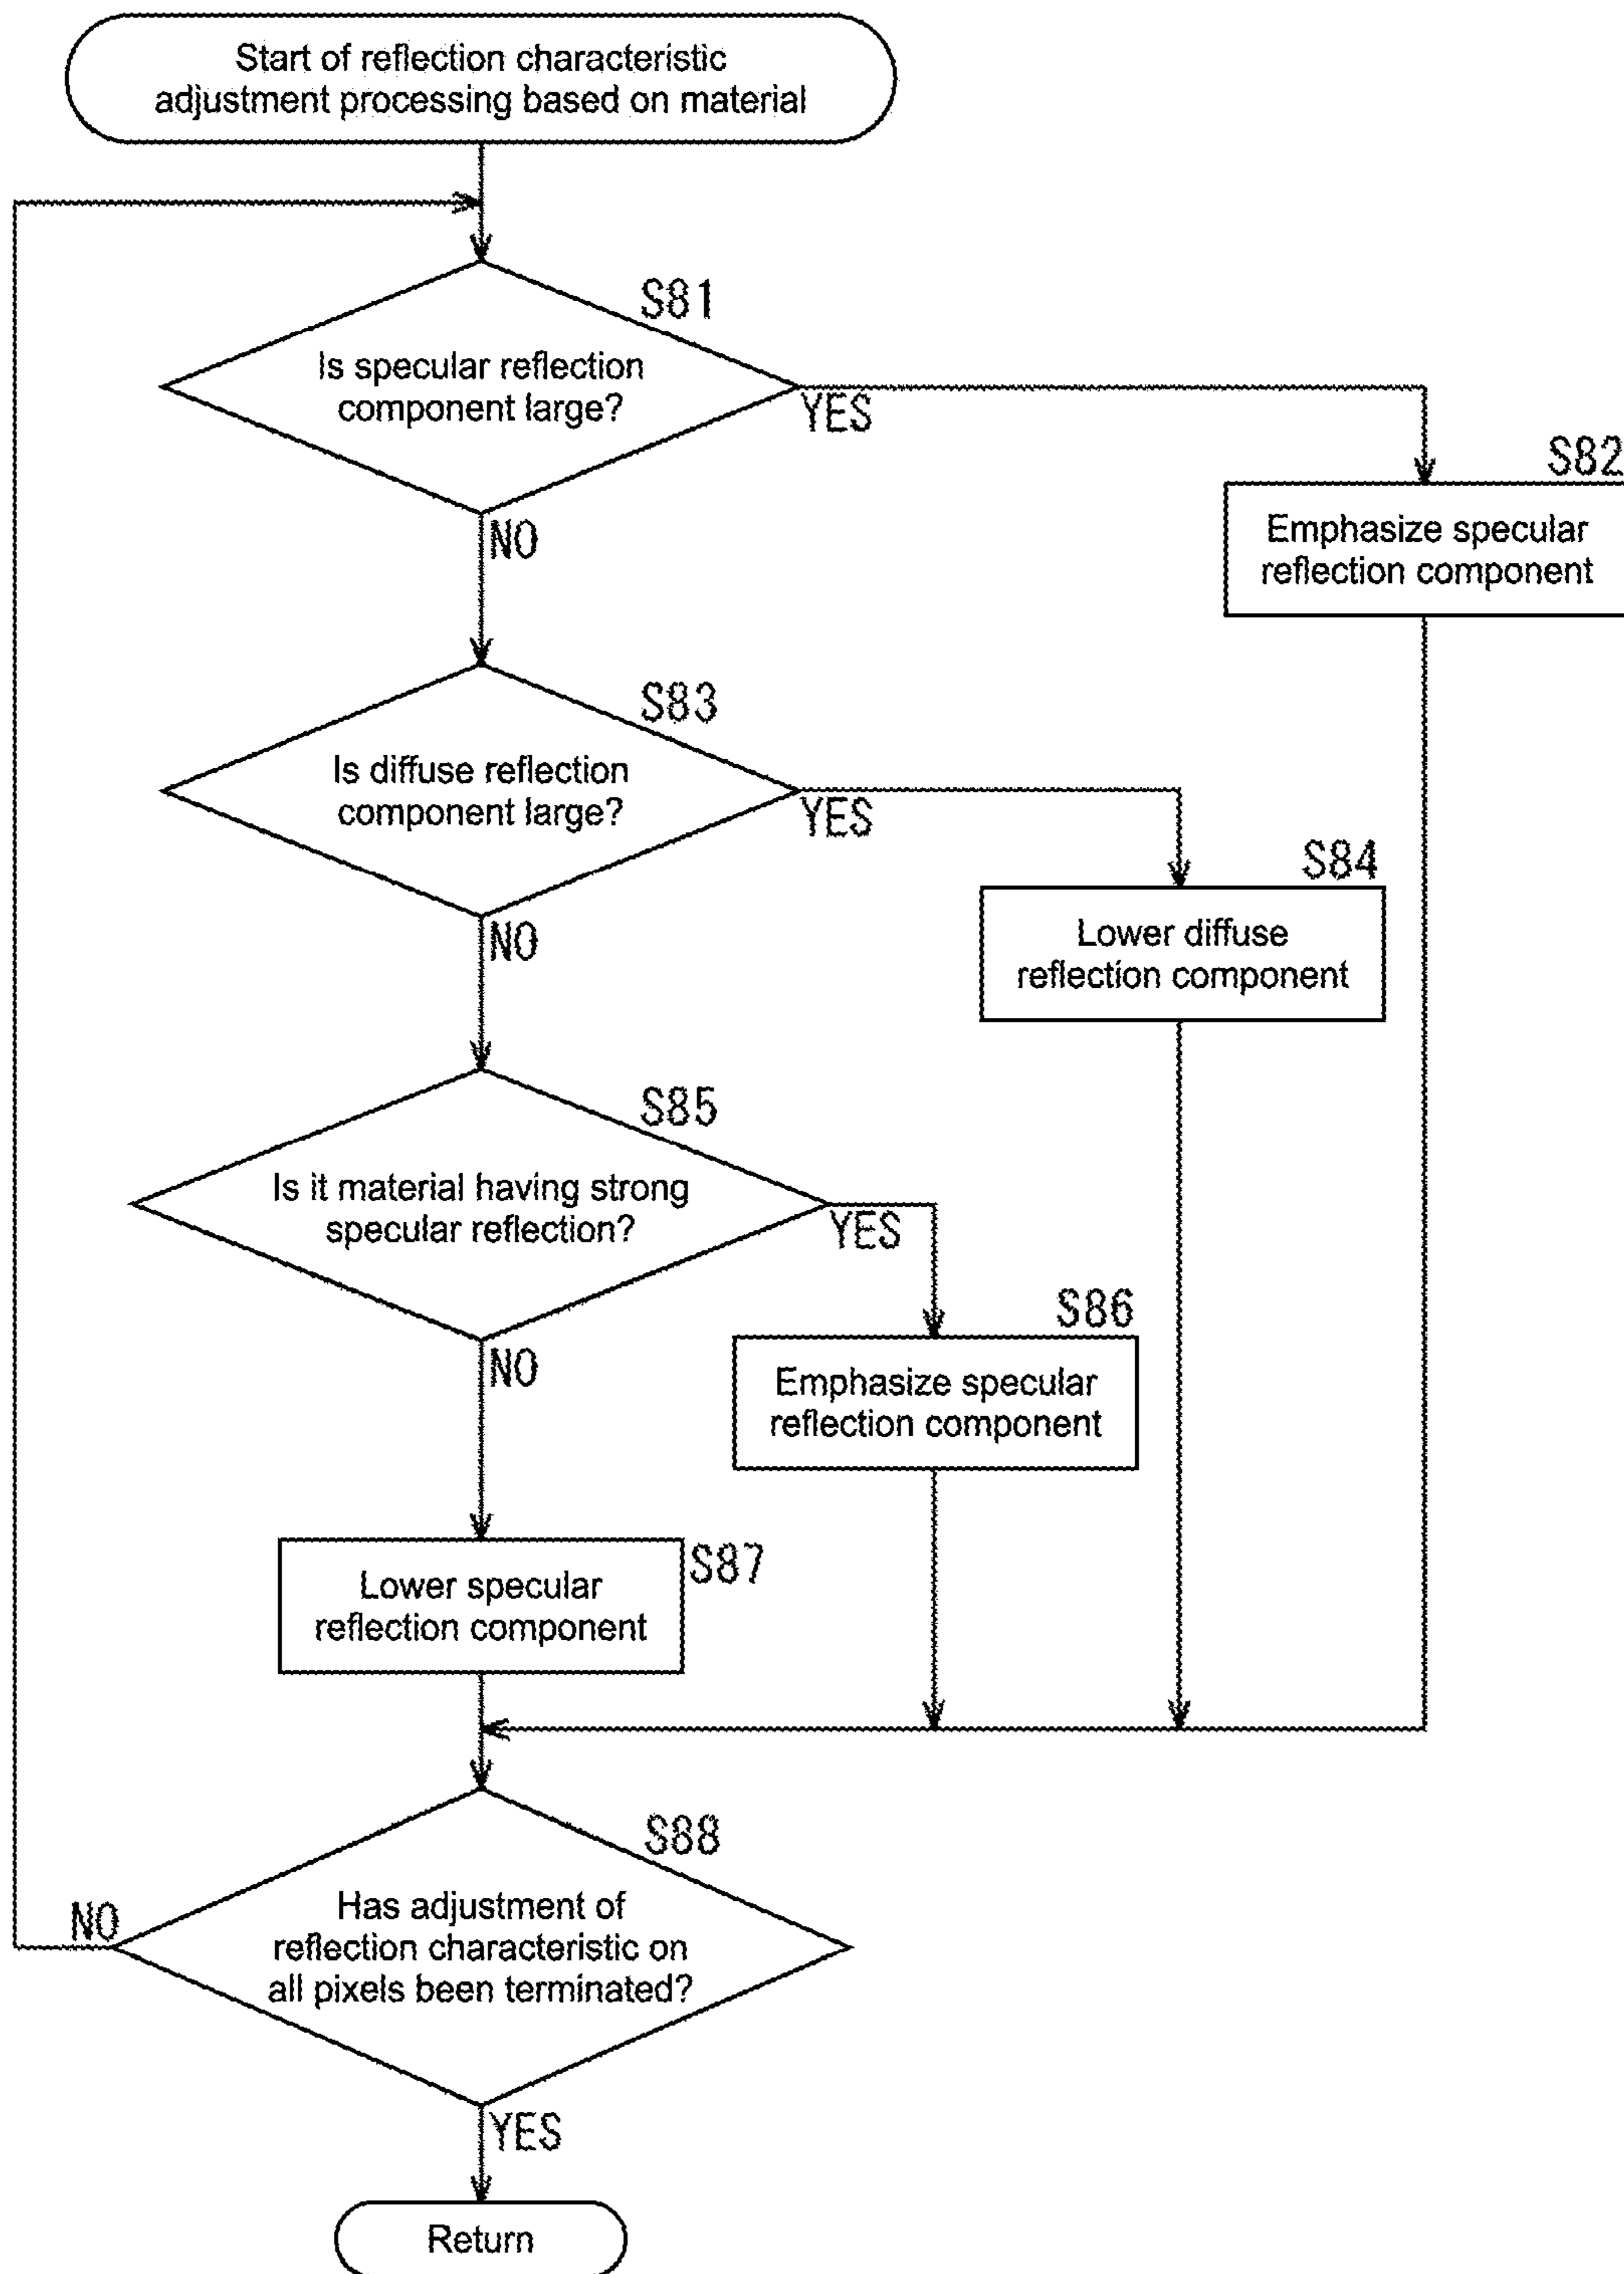 Start of reflection characteristic
adjustment processing based on material
S81
Is specular reflection
component large?
YES
NO
S82
Emphasize specular
reflection component
S83
Is diffuse reflection
component large?
YES
NO
S84
Lower diffuse
reflection component
S85
Is it material having strong
specular reflection?
YES
NO
S86
Emphasize specular
reflection component
S87
Lower specular
reflection component
S88
Has adjustment of
reflection characteristic on
all pixels been terminated?
NO
YES
Return